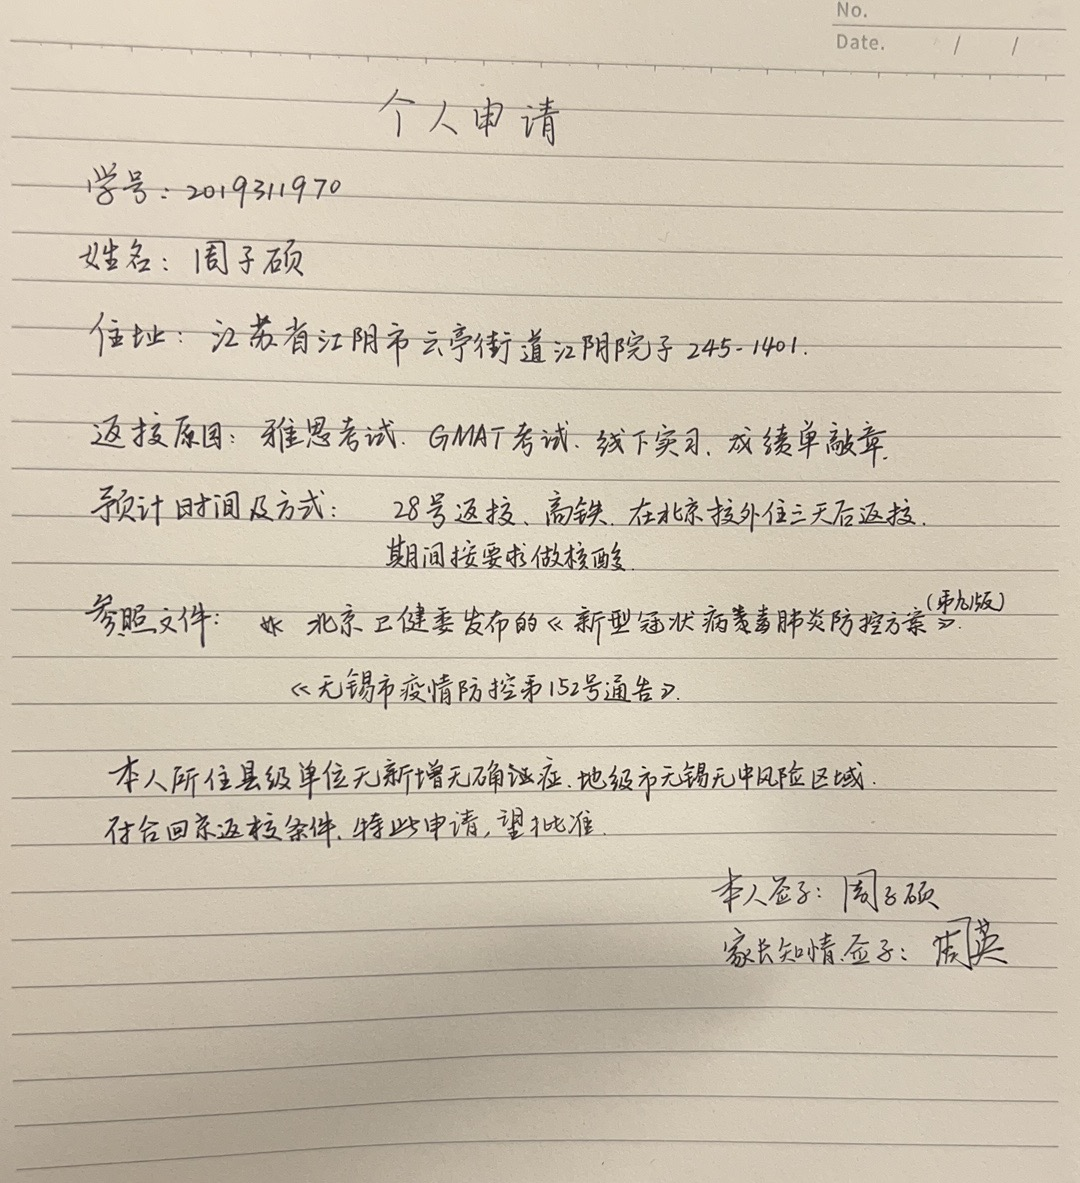 No.
Date. / /
个人申请
学号：2019311970
姓名：周子硕
住址：江苏省江阴市云亭街道江阴院子245-1401.
返校原因：雅思考试、GMAT考试、线下实习、成绩单敲章.
预计时间及方式： 28号返校、高铁、在北京校外住三天后返校.
期间按要求做核酸.
参照文件： 北京卫健委发布的《新型冠状病毒肺炎防控方案》(第九版).
《无锡市疫情防控第152号通告》.
本人所住县级单位无新增无确证症、地级市无锡无中风险区域.
符合回京返校条件、特此申请，望批准.
本人签字：周子硕
家长知情签字：周英